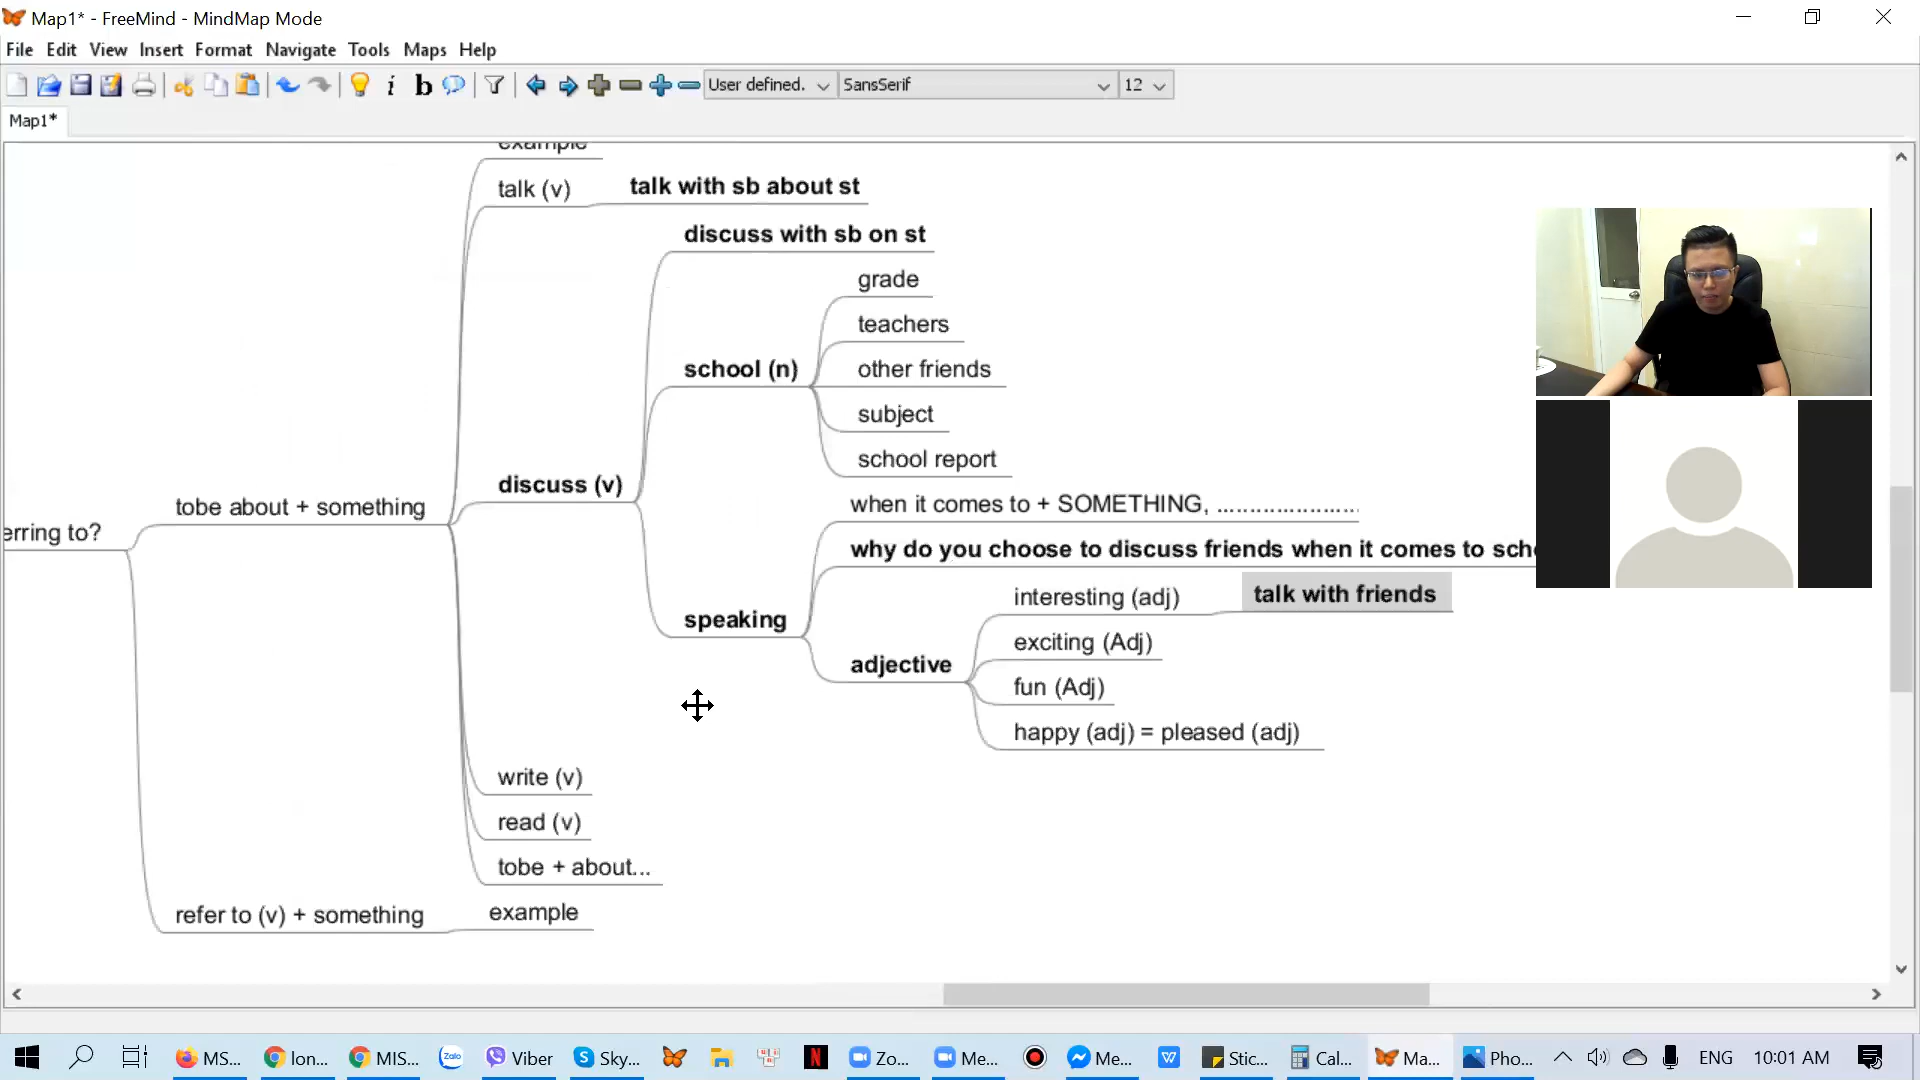 Map1* - FreeMind - MindMap Mode
File Edit View Insert Format Navigate Tools Maps Help
i b User defined. SansSerif 12
Map1*
example
talk (v) talk with sb about st
discuss with sb on st
grade
teachers
school (n) other friends
subject
school report
discuss (v)
when it comes to + SOMETHING, ......................
tobe about + something
erring to?
why do you choose to discuss friends when it comes to sch
interesting (adj) talk with friends
speaking
exciting (Adj)
adjective
fun (Adj)
happy (adj) = pleased (adj)
write (v)
read (v)
tobe + about...
refer to (v) + something example
MS... lon... MIS... Zalo Viber Sky... N Zo... Me... Me... W Stic... Cal... Ma... Pho... ENG 10:01 AM